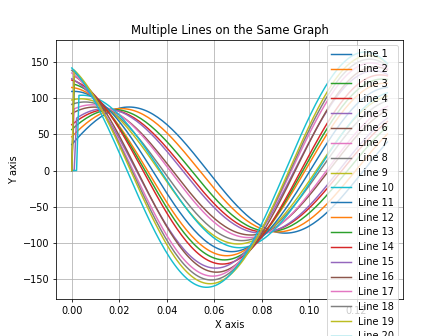 Multiple Lines on the Same Graph
Y axis
150
100
50
0
−50
−100
−150
0.00
0.02
0.04
0.06
0.08
0.10
X axis
Line 1
Line 2
Line 3
Line 4
Line 5
Line 6
Line 7
Line 8
Line 9
Line 10
Line 11
Line 12
Line 13
Line 14
Line 15
Line 16
Line 17
Line 18
Line 19
Line 20